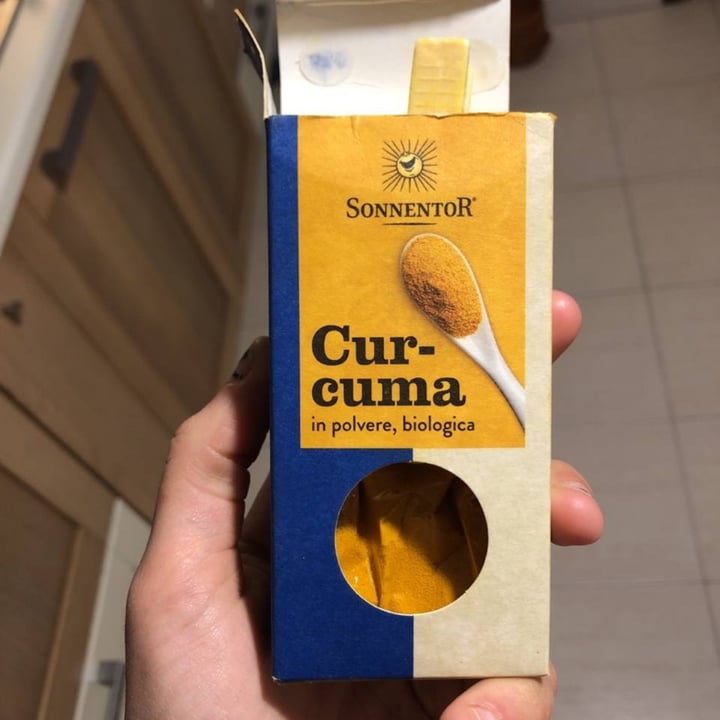 SONNENTOR®
Cur-
cuma
in polvere, biologica